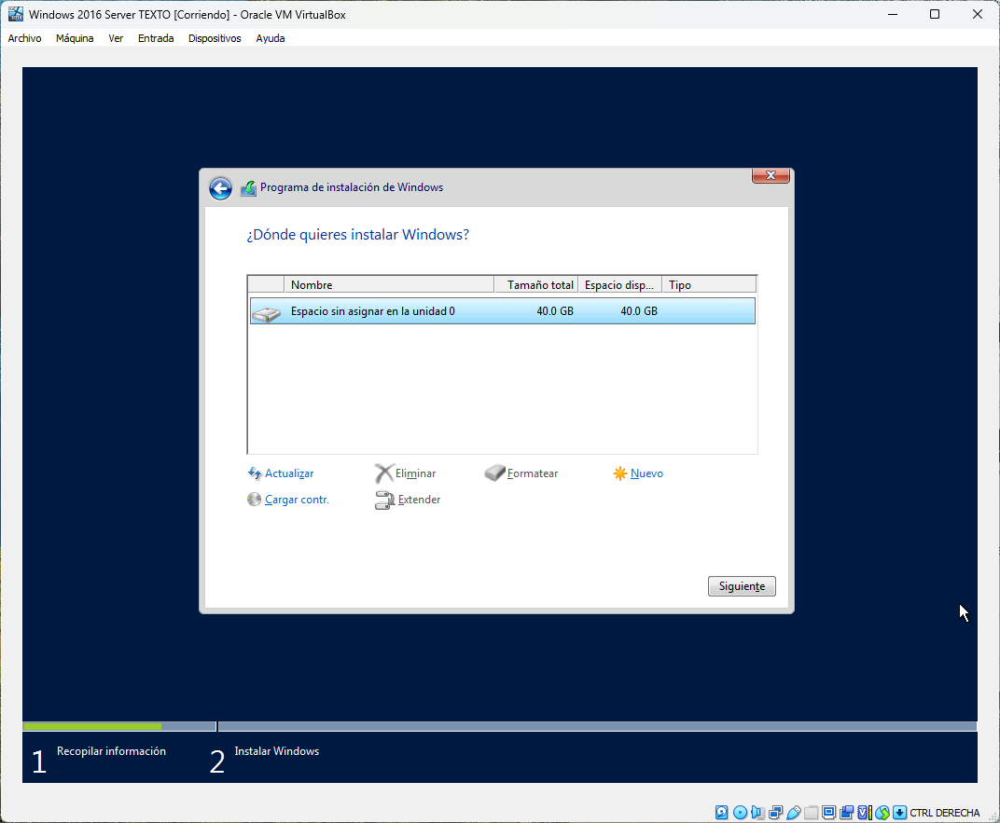 Windows 2016 Server TEXTO [Corriendo] - Oracle VM VirtualBox
Archivo Máquina Ver Entrada Dispositivos Ayuda
Programa de instalación de Windows
¿Dónde quieres instalar Windows?
Nombre Tamaño total Espacio disp... Tipo
Espacio sin asignar en la unidad 0 40.0 GB 40.0 GB
Actualizar Eliminar Formatear Nuevo
Cargar contr. Extender
Siguiente
1 Recopilar información 2 Instalar Windows
CTRL DERECHA